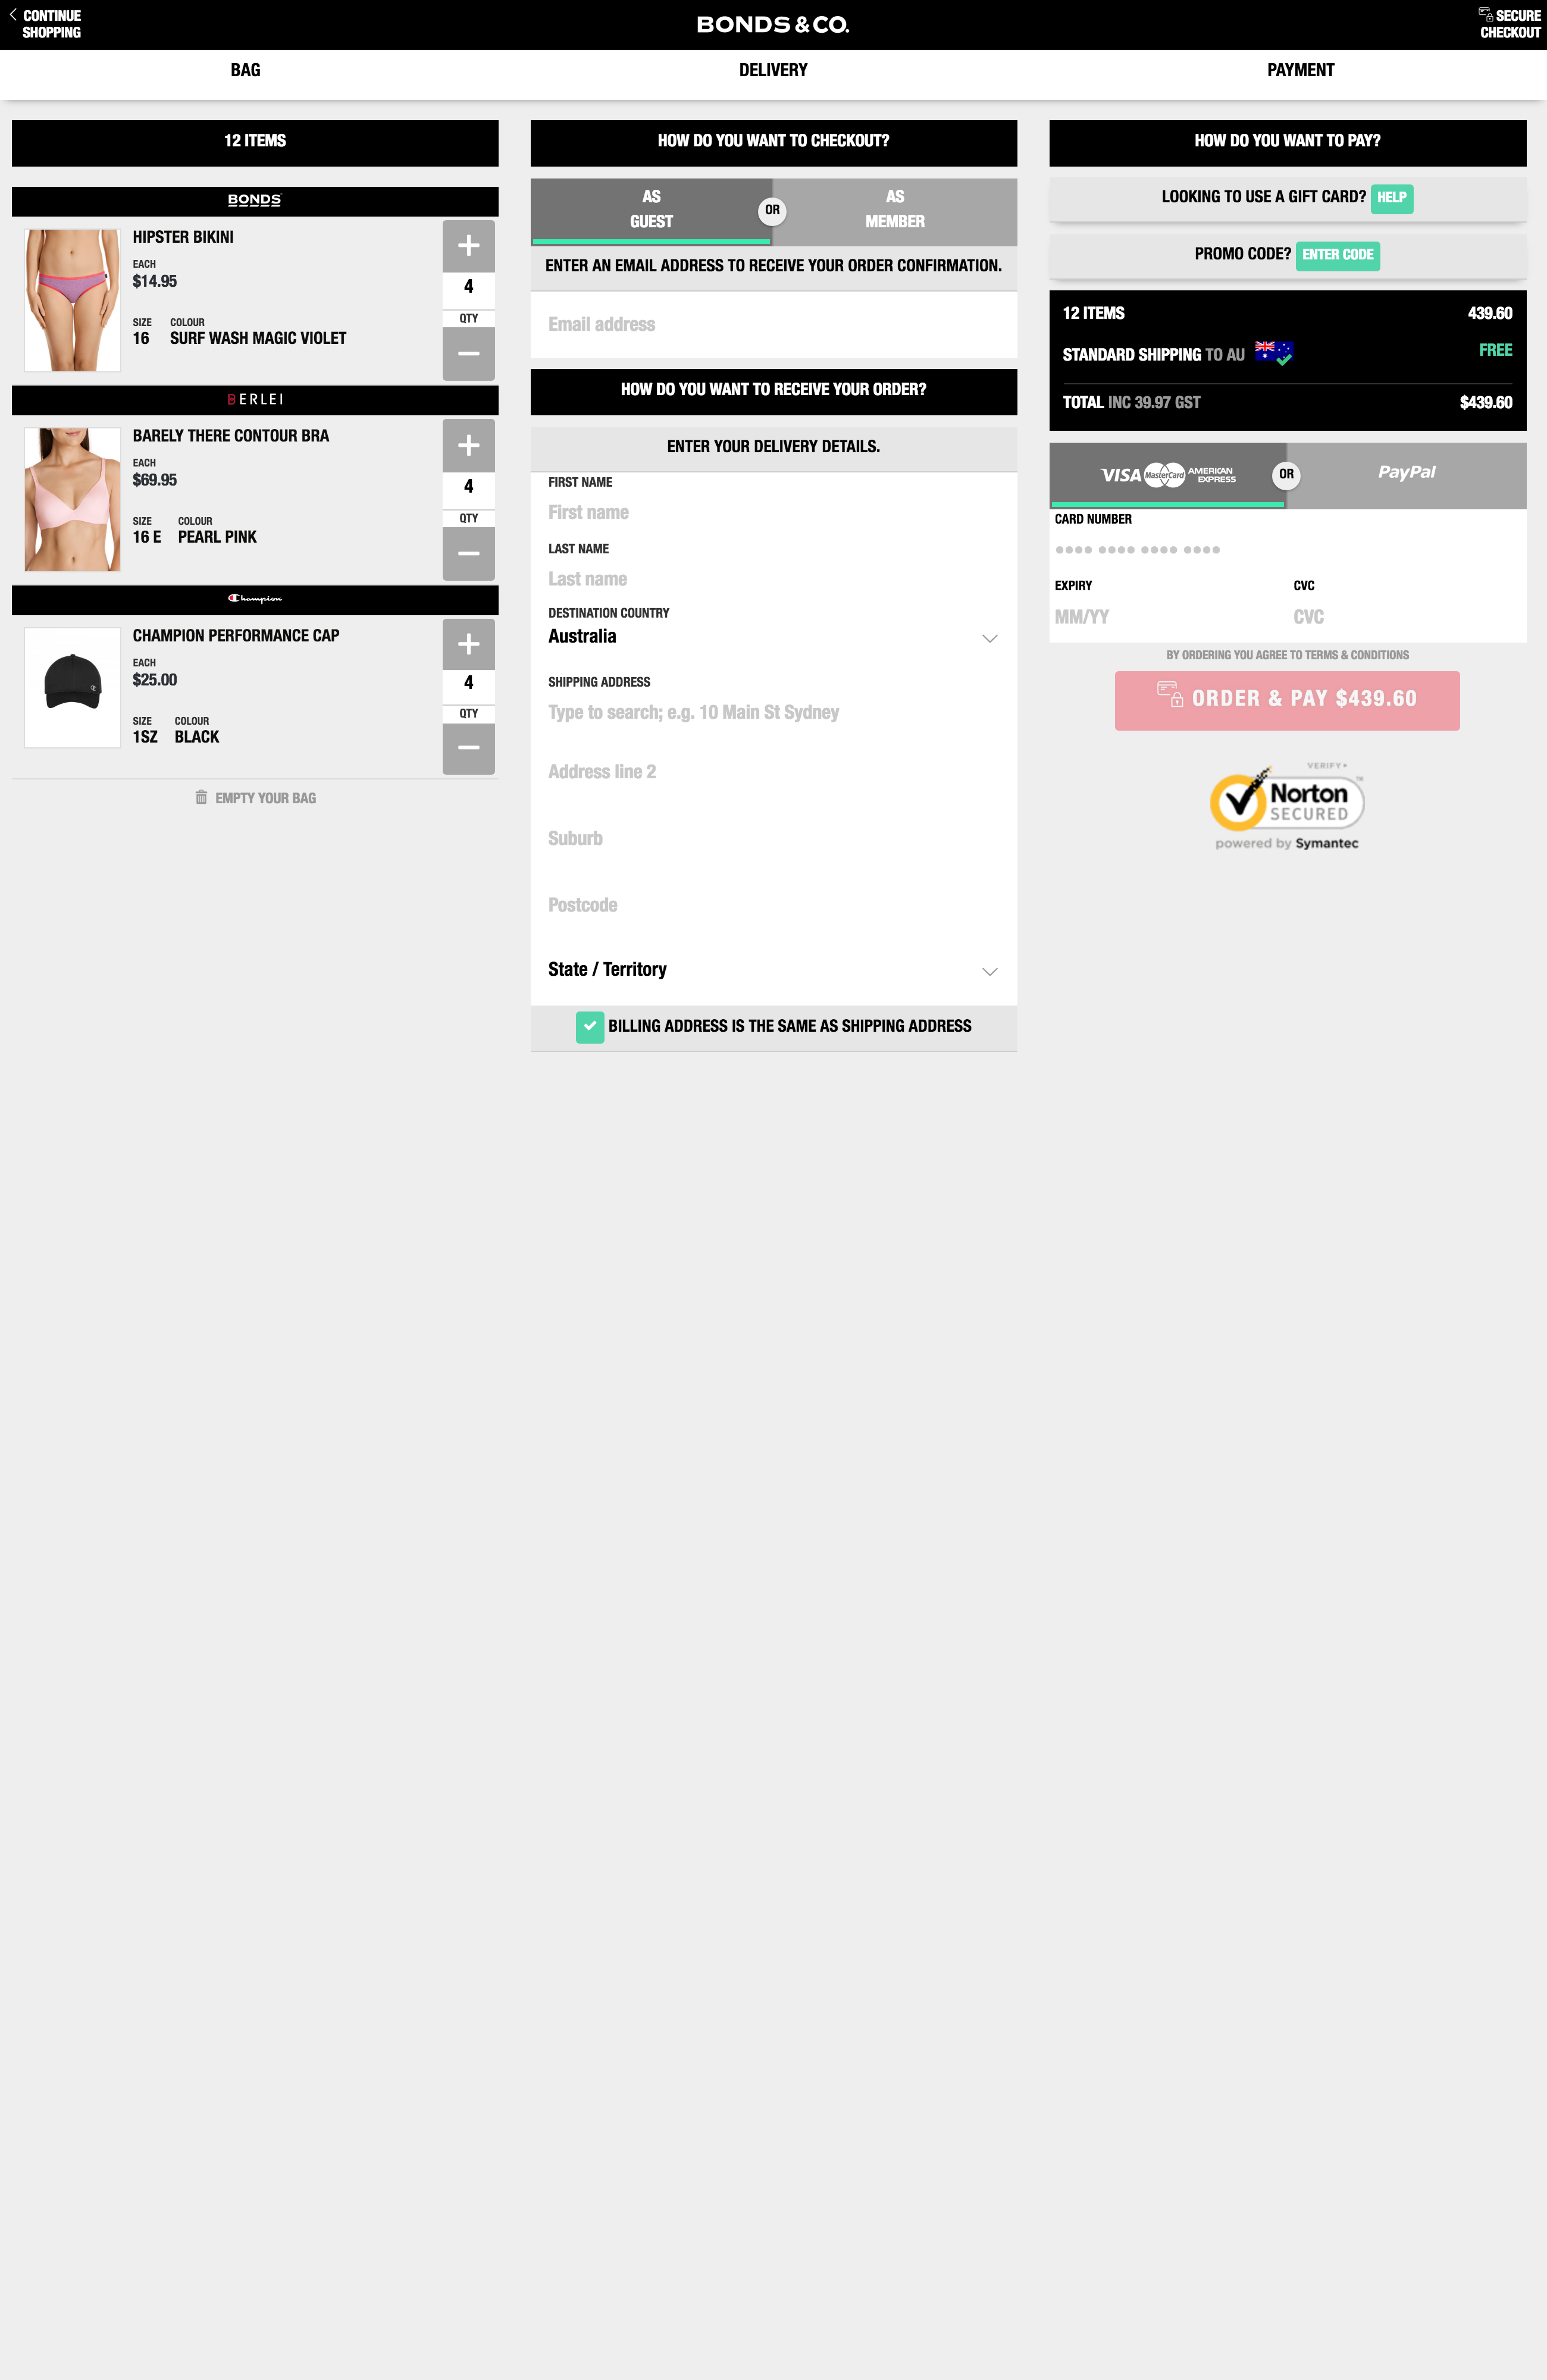 CONTINUE
SHOPPING
BONDS & CO.
SECURE
CHECKOUT
BAG
DELIVERY
PAYMENT
12 ITEMS
BONDS
HIPSTER BIKINI
EACH
$14.95
SIZE
COLOUR
16
SURF WASH MAGIC VIOLET
4
QTY
BERLEI
BARELY THERE CONTOUR BRA
EACH
$69.95
SIZE
COLOUR
16 E
PEARL PINK
4
QTY
Champion
CHAMPION PERFORMANCE CAP
EACH
$25.00
SIZE
COLOUR
1SZ
BLACK
4
QTY
EMPTY YOUR BAG
HOW DO YOU WANT TO CHECKOUT?
AS
GUEST
OR
AS
MEMBER
ENTER AN EMAIL ADDRESS TO RECEIVE YOUR ORDER CONFIRMATION.
Email address
HOW DO YOU WANT TO RECEIVE YOUR ORDER?
ENTER YOUR DELIVERY DETAILS.
FIRST NAME
First name
LAST NAME
Last name
DESTINATION COUNTRY
Australia
SHIPPING ADDRESS
Type to search; e.g. 10 Main St Sydney
Address line 2
Suburb
Postcode
State / Territory
BILLING ADDRESS IS THE SAME AS SHIPPING ADDRESS
HOW DO YOU WANT TO PAY?
LOOKING TO USE A GIFT CARD? HELP
PROMO CODE? ENTER CODE
12 ITEMS 439.60
STANDARD SHIPPING TO AU FREE
TOTAL INC 39.97 GST $439.60
VISA MasterCard AMERICAN EXPRESS
OR
PayPal
CARD NUMBER
•••• •••• •••• ••••
EXPIRY
CVC
MM/YY
CVC
BY ORDERING YOU AGREE TO TERMS & CONDITIONS
ORDER & PAY $439.60
VERIFY
Norton
SECURED
TM
powered by Symantec